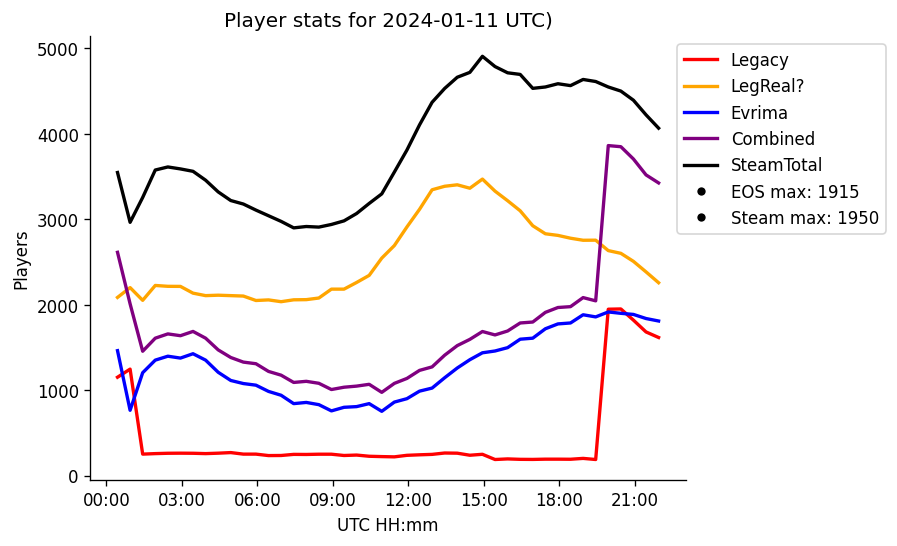 Player stats for 2024-01-11 UTC)
5000
4000
3000
2000
1000
0
Players
00:00 03:00 06:00 09:00 12:00 15:00 18:00 21:00
UTC HH:mm
Legacy
LegReal?
Evrima
Combined
SteamTotal
EOS max: 1915
Steam max: 1950